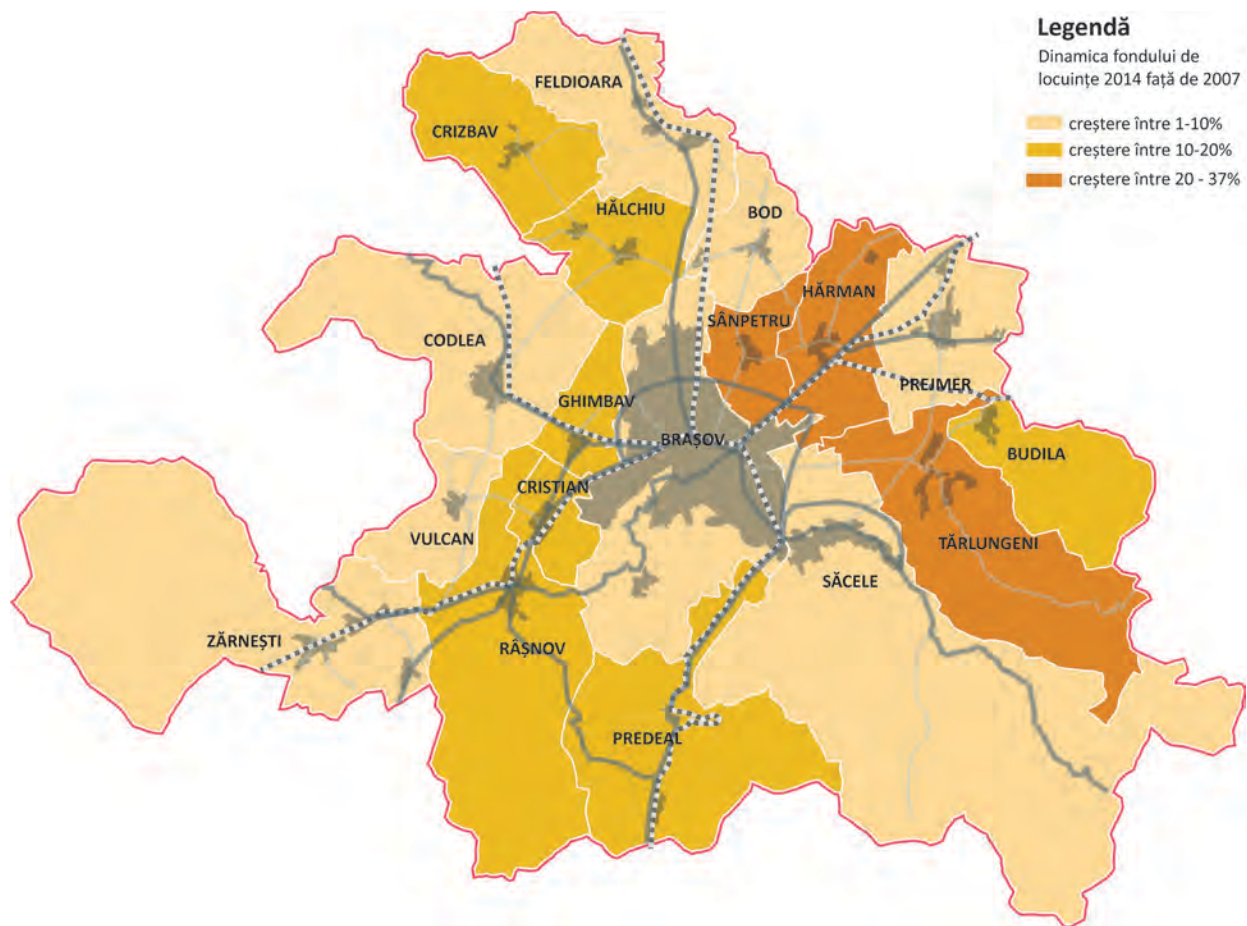 Legendă
Dinamica fondului de
locuințe 2014 față de 2007
creștere între 1-10%
creștere între 10-20%
creștere între 20 - 37%
FELDIOARA
CRIZBAV
HĂLCHIU
BOD
HĂRMAN
SÂNPETRU
CODLEA
PREJMER
GHIMBAV
BRAȘOV
BUDILA
CRISTIAN
VULCAN
TĂRLUNGENI
SĂCELE
ZĂRNEȘTI
RÂȘNOV
PREDEAL